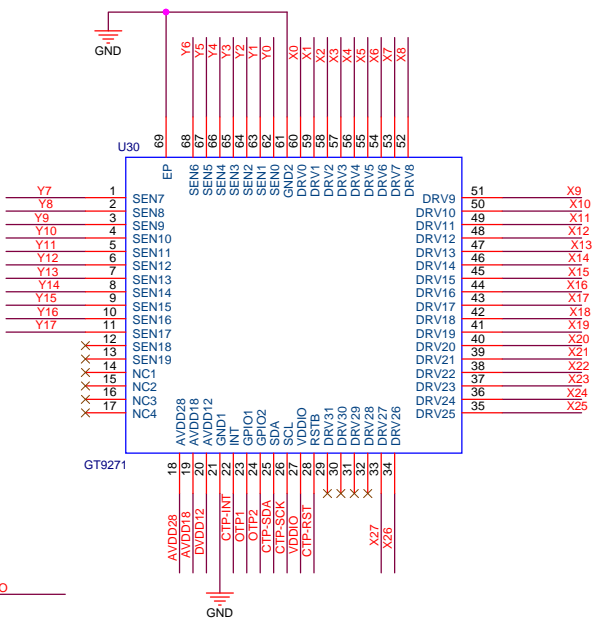 GND
Y6 Y5 Y4 Y3 Y2 Y1 Y0 X0 X1 X2 X3 X4 X5 X6 X7 X8
69 68 67 66 65 64 63 62 61 60 59 58 57 56 55 54 53 52
U30
EP SEN6 SEN5 SEN4 SEN3 SEN2 SEN1 SEN0 GND2 DRV0 DRV1 DRV2 DRV3 DRV4 DRV5 DRV6 DRV7 DRV8
Y7 1 SEN7 DRV9 51 X9
Y8 2 SEN8 DRV10 50 X10
Y9 3 SEN9 DRV11 49 X11
Y10 4 SEN10 DRV12 48 X12
Y11 5 SEN11 DRV13 47 X13
Y12 6 SEN12 DRV14 46 X14
Y13 7 SEN13 DRV15 45 X15
Y14 8 SEN14 DRV16 44 X16
Y15 9 SEN15 DRV17 43 X17
Y16 10 SEN16 DRV18 42 X18
Y17 11 SEN17 DRV19 41 X19
12 SEN18 DRV20 40 X20
13 SEN19 DRV21 39 X21
14 NC1 DRV22 38 X22
15 NC2 DRV23 37 X23
16 NC3 DRV24 36 X24
17 NC4 DRV25 35 X25
AVDD28 AVDD18 AVDD12 GND1 INT GPIO1 GPIO2 SDA SCL VDDIO RSTB DRV31 DRV30 DRV29 DRV28 DRV27 DRV26
GT9271
18 19 20 21 22 23 24 25 26 27 28 29 30 31 32 33 34
AVDD28 AVDD18 DVDD12 CTP-INT OTP1 OTP2 CTP-SDA CTP-SCK VDDIO CTP-RST X27 X26
O
GND